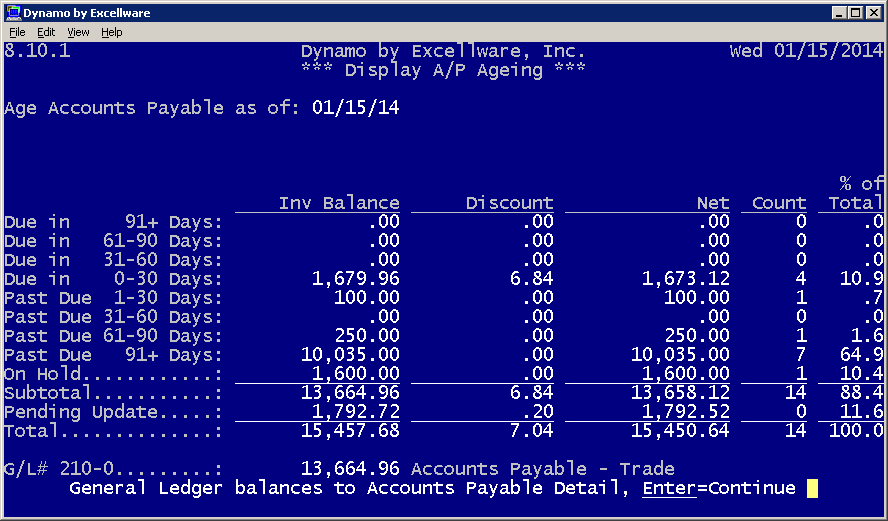 Dynamo by Excellware
File Edit View Help
8.10.1 Dynamo by Excellware, Inc. Wed 01/15/2014
*** Display A/P Ageing ***
Age Accounts Payable as of: 01/15/14
% of
Inv Balance Discount Net Count Total
Due in 91+ Days: .00 .00 .00 0 .0
Due in 61-90 Days: .00 .00 .00 0 .0
Due in 31-60 Days: .00 .00 .00 0 .0
Due in 0-30 Days: 1,679.96 6.84 1,673.12 4 10.9
Past Due 1-30 Days: 100.00 .00 100.00 1 .7
Past Due 31-60 Days: .00 .00 .00 0 .0
Past Due 61-90 Days: 250.00 .00 250.00 1 1.6
Past Due 91+ Days: 10,035.00 .00 10,035.00 7 64.9
On Hold............: 1,600.00 .00 1,600.00 1 10.4
Subtotal...........: 13,664.96 6.84 13,658.12 14 88.4
Pending Update.....: 1,792.72 .20 1,792.52 0 11.6
Total..............: 15,457.68 7.04 15,450.64 14 100.0
G/L# 210-0.........: 13,664.96 Accounts Payable - Trade
General Ledger balances to Accounts Payable Detail, Enter=Continue